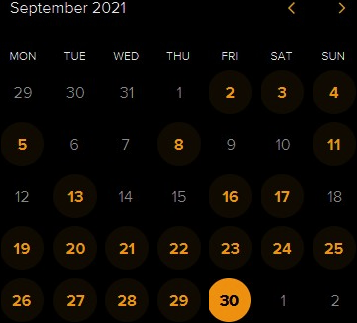 September 2021
MON TUE WED THU FRI SAT SUN
29 30 31 1 2 3 4
5 6 7 8 9 10 11
12 13 14 15 16 17 18
19 20 21 22 23 24 25
26 27 28 29 30 1 2